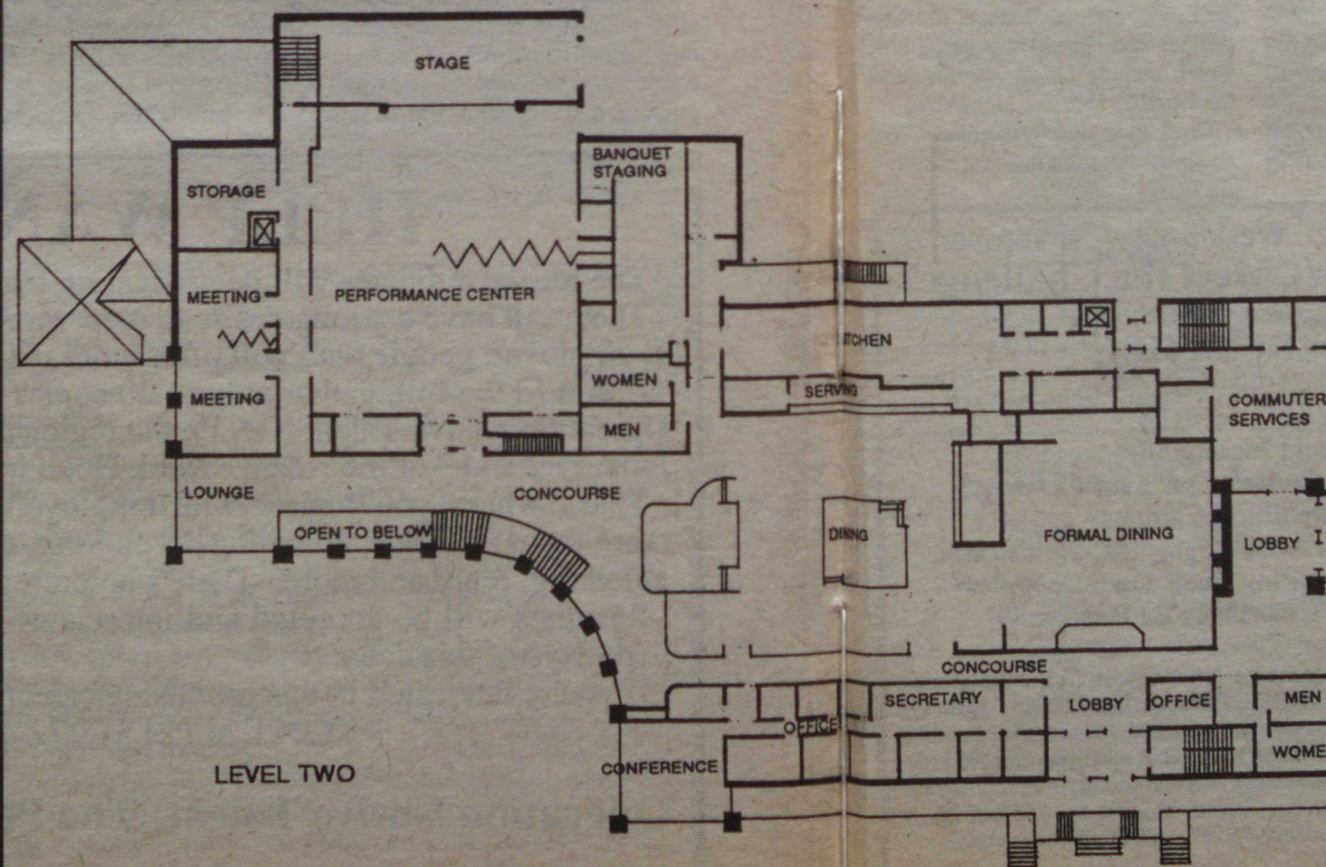 STAGE
BANQUET
STAGING
STORAGE
MEETING
PERFORMANCE CENTER
KITCHEN
WOMEN
SERVING
MEETING
COMMUTER
SERVICES
MEN
LOUNGE
CONCOURSE
OPEN TO BELOW
DINING
FORMAL DINING
LOBBY
CONCOURSE
SECRETARY
LOBBY
OFFICE
MEN
OFFICE
WOME
CONFERENCE
LEVEL TWO